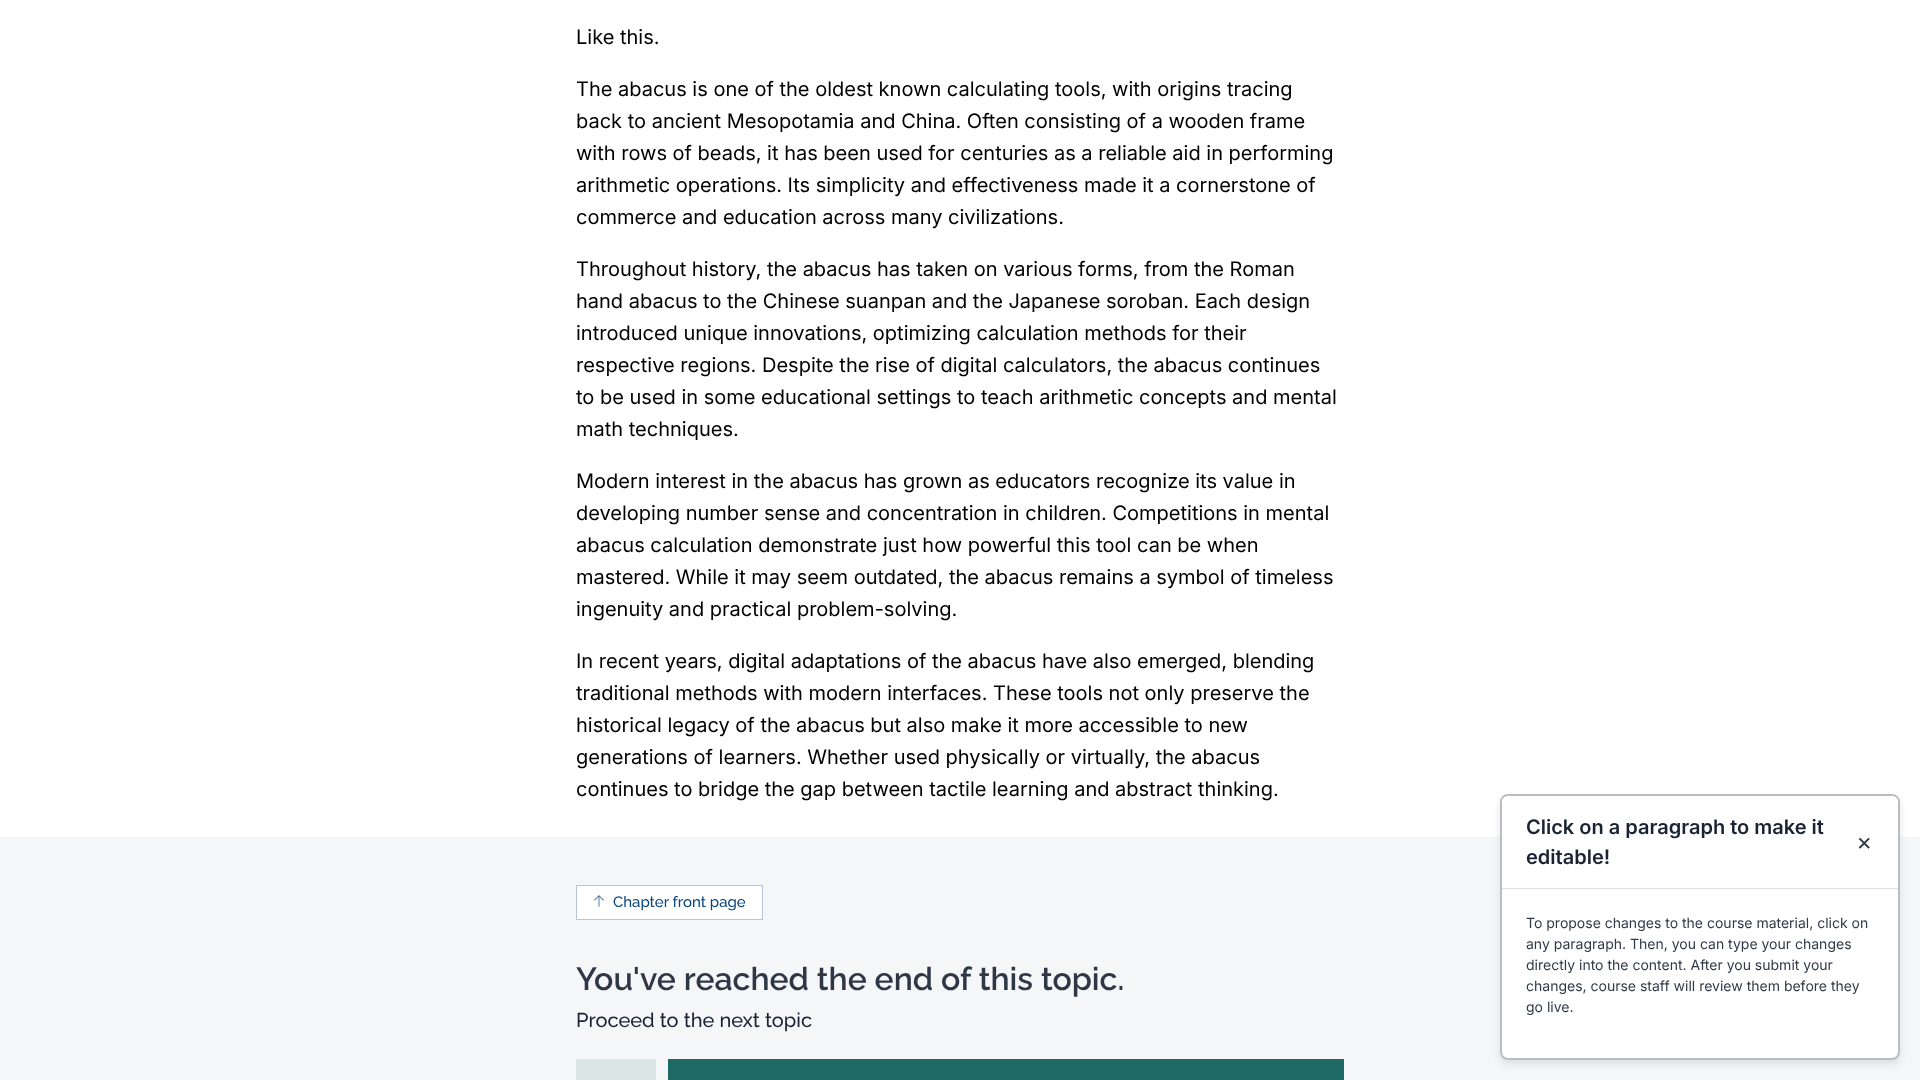 Like this.
The abacus is one of the oldest known calculating tools, with origins tracing
back to ancient Mesopotamia and China. Often consisting of a wooden frame
with rows of beads, it has been used for centuries as a reliable aid in performing
arithmetic operations. Its simplicity and effectiveness made it a cornerstone of
commerce and education across many civilizations.
Throughout history, the abacus has taken on various forms, from the Roman
hand abacus to the Chinese suanpan and the Japanese soroban. Each design
introduced unique innovations, optimizing calculation methods for their
respective regions. Despite the rise of digital calculators, the abacus continues
to be used in some educational settings to teach arithmetic concepts and mental
math techniques.
Modern interest in the abacus has grown as educators recognize its value in
developing number sense and concentration in children. Competitions in mental
abacus calculation demonstrate just how powerful this tool can be when
mastered. While it may seem outdated, the abacus remains a symbol of timeless
ingenuity and practical problem-solving.
In recent years, digital adaptations of the abacus have also emerged, blending
traditional methods with modern interfaces. These tools not only preserve the
historical legacy of the abacus but also make it more accessible to new
generations of learners. Whether used physically or virtually, the abacus
continues to bridge the gap between tactile learning and abstract thinking.
Chapter front page
You've reached the end of this topic.
Proceed to the next topic
Click on a paragraph to make it
editable!
To propose changes to the course material, click on
any paragraph. Then, you can type your changes
directly into the content. After you submit your
changes, course staff will review them before they
go live.